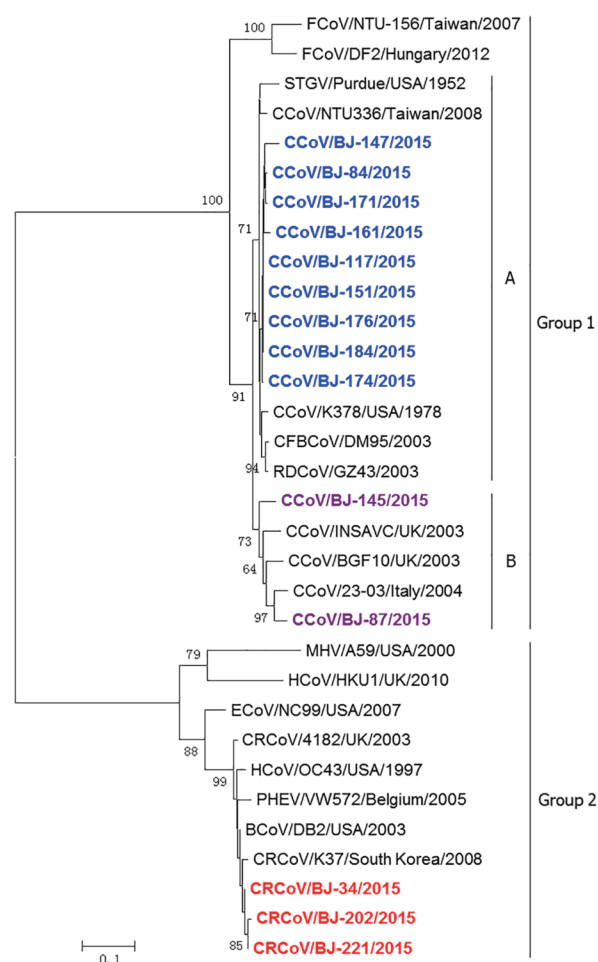 100
FCoV/NTU-156/Taiwan/2007
FCoV/DF2/Hungary/2012
STGV/Purdue/USA/1952
CCoV/NTU336/Taiwan/2008
CCoV/BJ-147/2015
CCoV/BJ-84/2015
100
CCoV/BJ-171/2015
71
CCoV/BJ-161/2015
CCoV/BJ-117/2015
A
CCoV/BJ-151/2015
71
CCoV/BJ-176/2015
Group 1
CCoV/BJ-184/2015
CCoV/BJ-174/2015
91
CCoV/K378/USA/1978
CFBCoV/DM95/2003
94
RDCoV/GZ43/2003
CCoV/BJ-145/2015
CCoV/INSAVC/UK/2003
73
CCoV/BGF10/UK/2003
B
64
CCoV/23-03/Italy/2004
97
CCoV/BJ-87/2015
79
MHV/A59/USA/2000
HCoV/HKU1/UK/2010
ECoV/NC99/USA/2007
88
CRCoV/4182/UK/2003
HCoV/OC43/USA/1997
99
PHEV/VW572/Belgium/2005
Group 2
BCoV/DB2/USA/2003
CRCoV/K37/South Korea/2008
CRCoV/BJ-34/2015
CRCoV/BJ-202/2015
85
CRCoV/BJ-221/2015
0.1